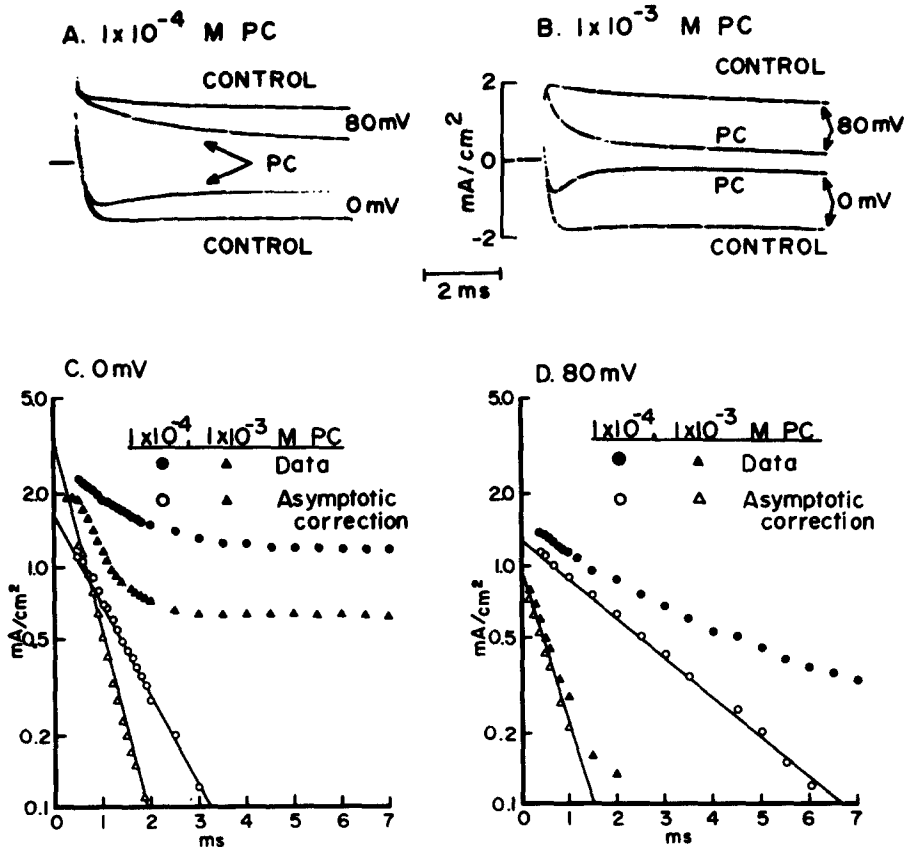 A. 1x10⁻⁴ M PC
CONTROL
80mV
PC
0mV
CONTROL
B. 1x10⁻³ M PC
CONTROL
2
0
-2
mA/cm²
PC
PC
80mV
0mV
CONTROL
2 ms
C. 0mV
1x10⁻⁴, 1x10⁻³ M PC
● ▲ Data
○ ▲ Asymptotic
correction
5.0
2.0
1.0
0.5
0.2
0.1
mA/cm²
0 1 2 3 4 5 6 7
ms
D. 80mV
1x10⁻⁴, 1x10⁻³ M PC
● ▲ Data
○ △ Asymptotic
correction
5.0
2.0
1.0
0.5
0.2
0.1
mA/cm²
0 1 2 3 4 5 6 7
ms